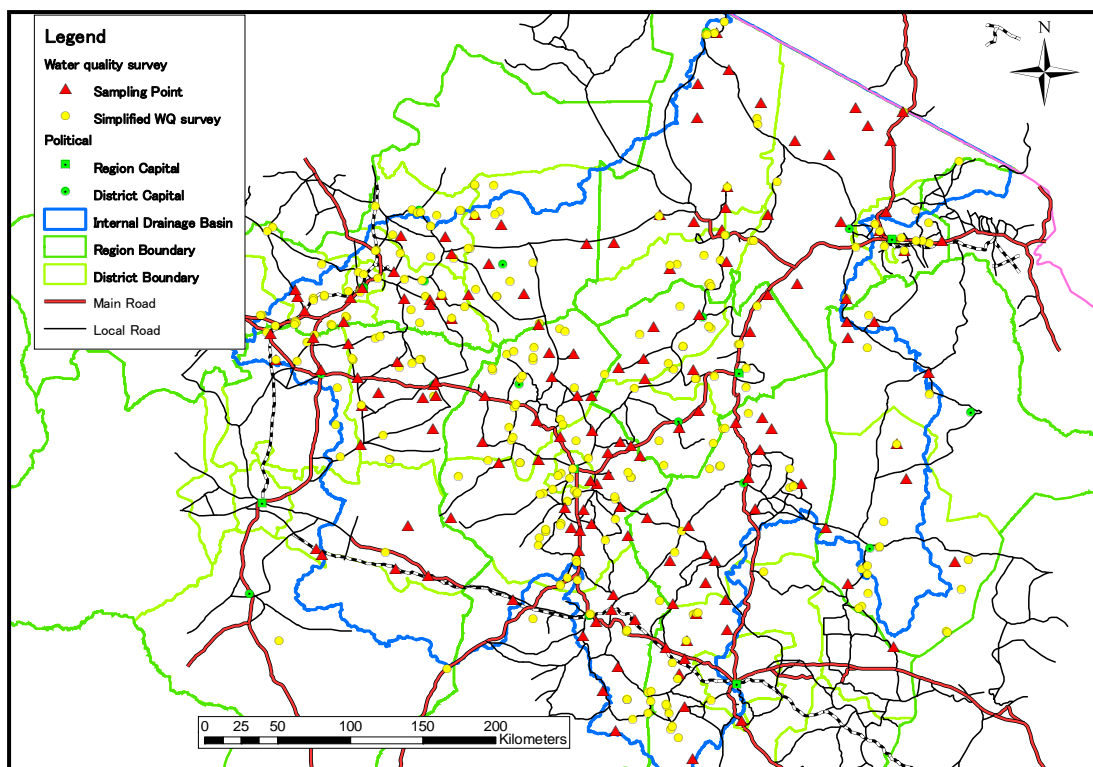 Legend
Water quality survey
Sampling Point
Simplified WQ survey
Political
Region Capital
District Capital
Internal Drainage Basin
Region Boundary
District Boundary
Main Road
Local Road
N
0 25 50 100 150 200
Kilometers